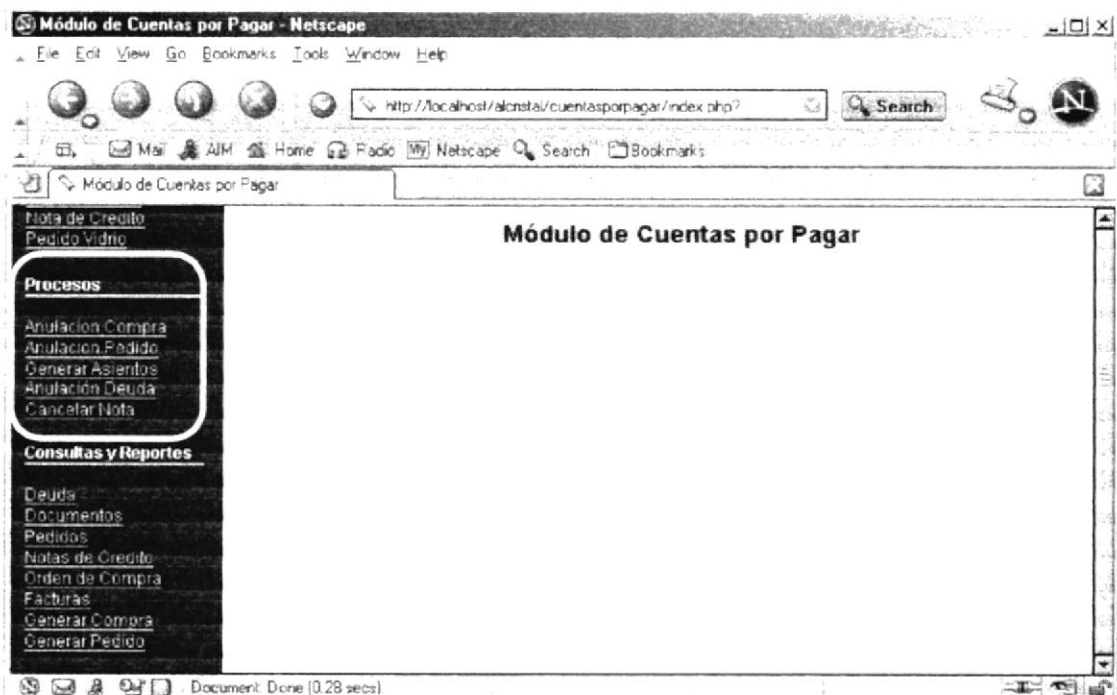 Módulo de Cuentas por Pagar - Netscape
File Edit View Go Bookmarks Tools Window Help
http://localhost/alcristal/cuentasporpagar/index.php? Search
Mail AIM Home Radio My Netscape Search Bookmarks
Módulo de Cuentas por Pagar
Nota de Credito
Pedido Vidrio
Módulo de Cuentas por Pagar
Procesos
Anulacion Compra
Anulacion Pedido
Generar Asientos
Anulación Deuda
Cancelar Nota
Consultas y Reportes
Deuda
Documentos
Pedidos
Notas de Credito
Orden de Compra
Facturas
Generar Compra
Generar Pedido
Document: Done (0.28 secs)